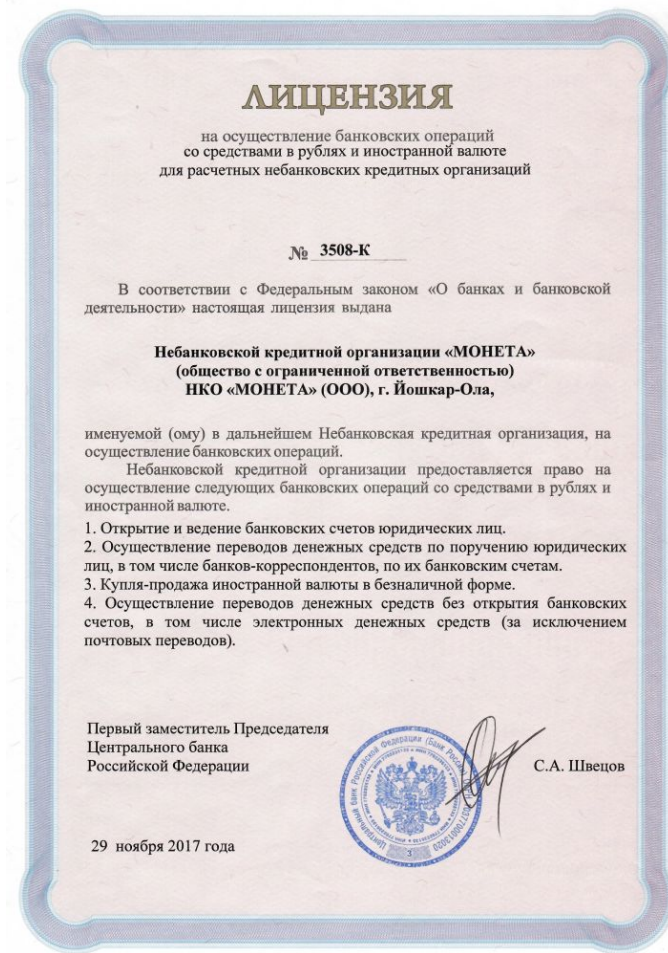 ЛИЦЕНЗИЯ
на осуществление банковских операций
со средствами в рублях и иностранной валюте
для расчетных небанковских кредитных организаций
№ 3508-К
В соответствии с Федеральным законом «О банках и банковской
деятельности» настоящая лицензия выдана
Небанковской кредитной организации «МОНЕТА»
(общество с ограниченной ответственностью)
НКО «МОНЕТА» (ООО), г. Йошкар-Ола,
именуемой (ому) в дальнейшем Небанковская кредитная организация, на
осуществление банковских операций.
Небанковской кредитной организации предоставляется право на
осуществление следующих банковских операций со средствами в рублях и
иностранной валюте.
1. Открытие и ведение банковских счетов юридических лиц.
2. Осуществление переводов денежных средств по поручению юридических
лиц, в том числе банков-корреспондентов, по их банковским счетам.
3. Купля-продажа иностранной валюты в безналичной форме.
4. Осуществление переводов денежных средств без открытия банковских
счетов, в том числе электронных денежных средств (за исключением
почтовых переводов).
Первый заместитель Председателя
Центрального банка
Российской Федерации
С.А. Швецов
Центральный банк Российской Федерации (Банк
3
29 ноября 2017 года